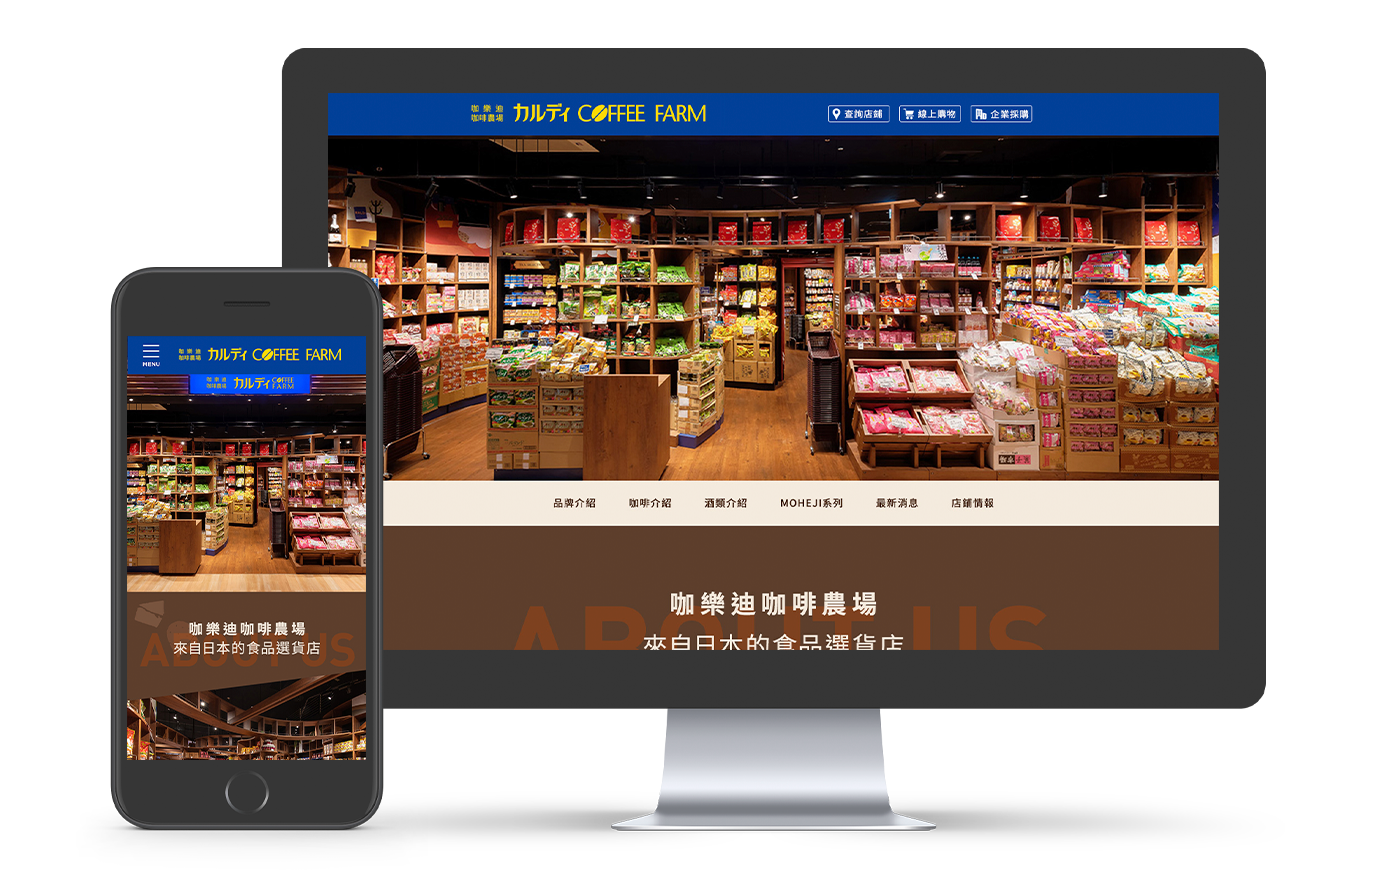 咖樂迪
咖啡農場
カルディ COFFEE FARM
查詢店鋪
線上購物
企業採購
品牌介紹
咖啡介紹
酒類介紹
MOHEJI系列
最新消息
店鋪情報
ABOUT US
咖樂迪咖啡農場
來自日本的食品選貨店
MENU
咖樂迪
咖啡農場
カルディ COFFEE FARM
咖樂迪
咖啡農場
カルディ COFFEE
FARM
ABOUT US
咖樂迪咖啡農場
來自日本的食品選貨店